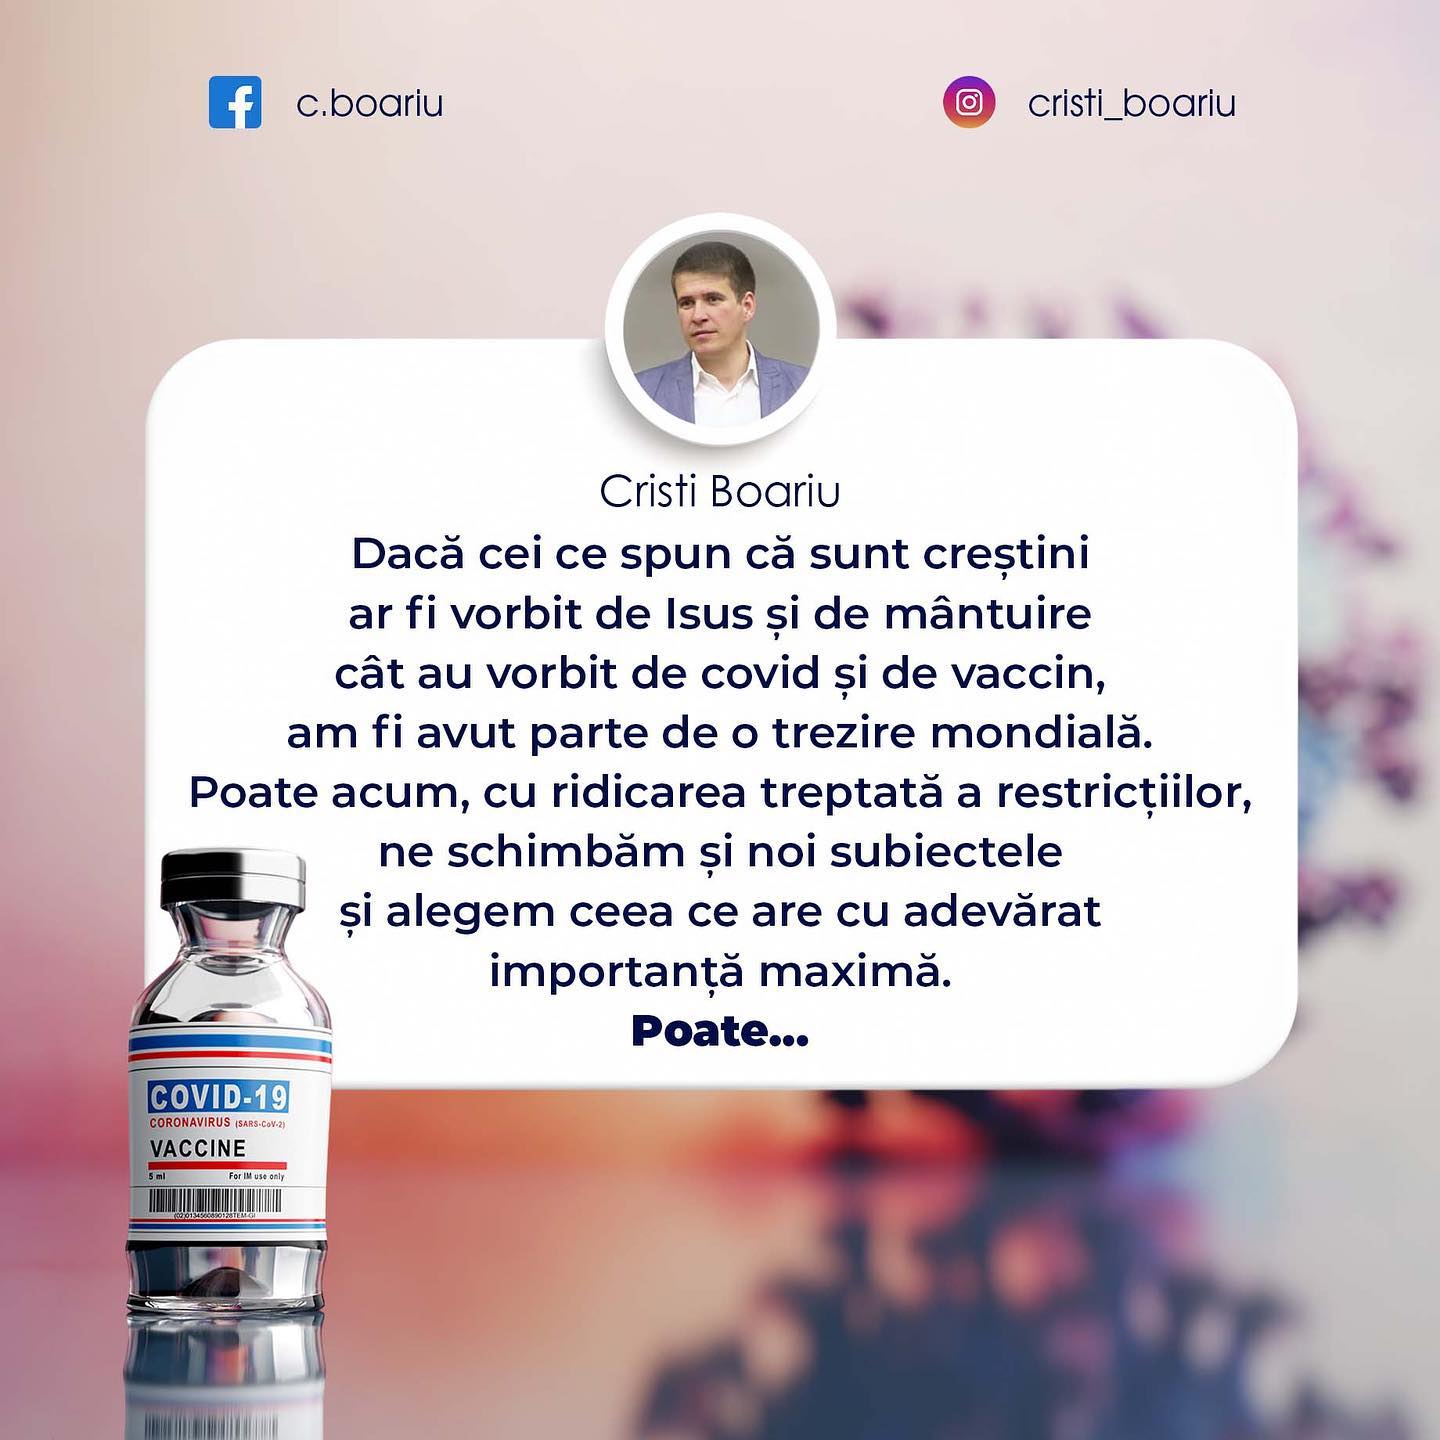 c.boariu
cristi_boariu
Cristi Boariu
Dacă cei ce spun că sunt creștini
ar fi vorbit de Isus și de mântuire
cât au vorbit de covid și de vaccin,
am fi avut parte de o trezire mondială.
Poate acum, cu ridicarea treptată a restricțiilor,
ne schimbăm și noi subiectele
și alegem ceea ce are cu adevărat
importanță maximă.
Poate...
COVID-19
CORONAVIRUS (SARS-CoV-2)
VACCINE
5 ml For IM use only